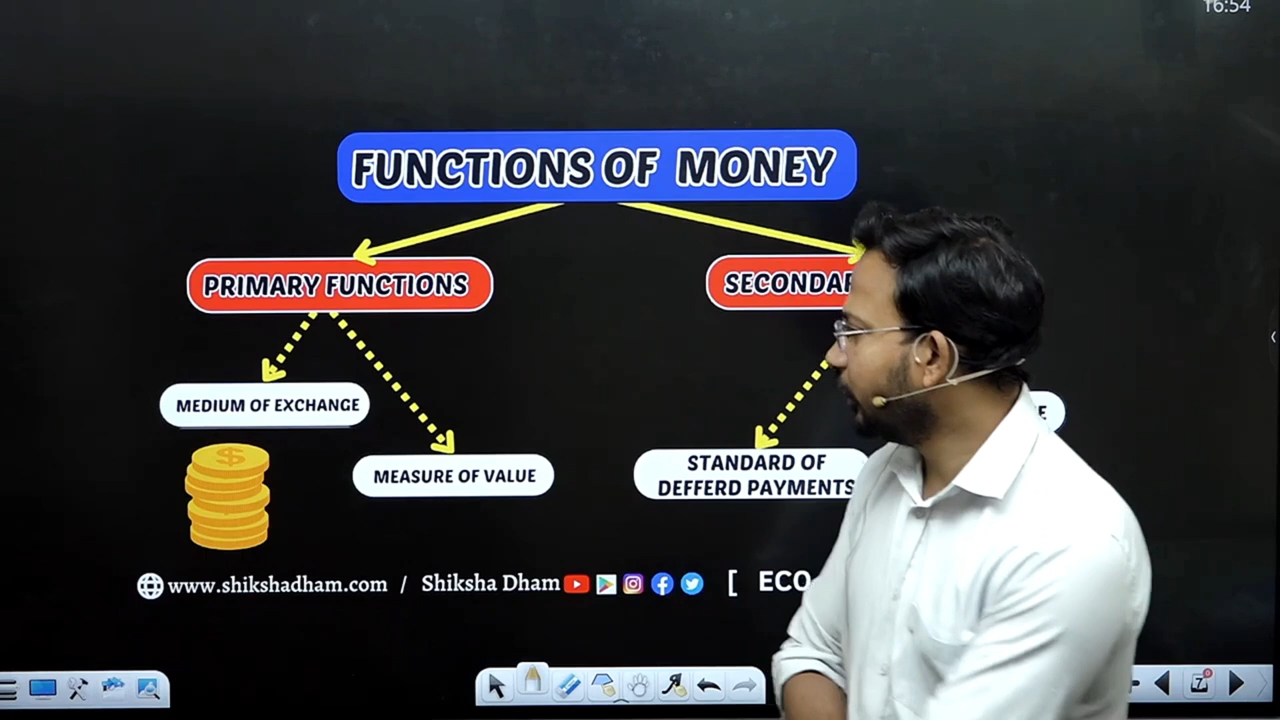 16:54
FUNCTIONS OF MONEY
PRIMARY FUNCTIONS
MEDIUM OF EXCHANGE
MEASURE OF VALUE
STANDARD OF
DEFFERD PAYMENTS
www.shikshadham.com / Shiksha Dham [ ECO
7